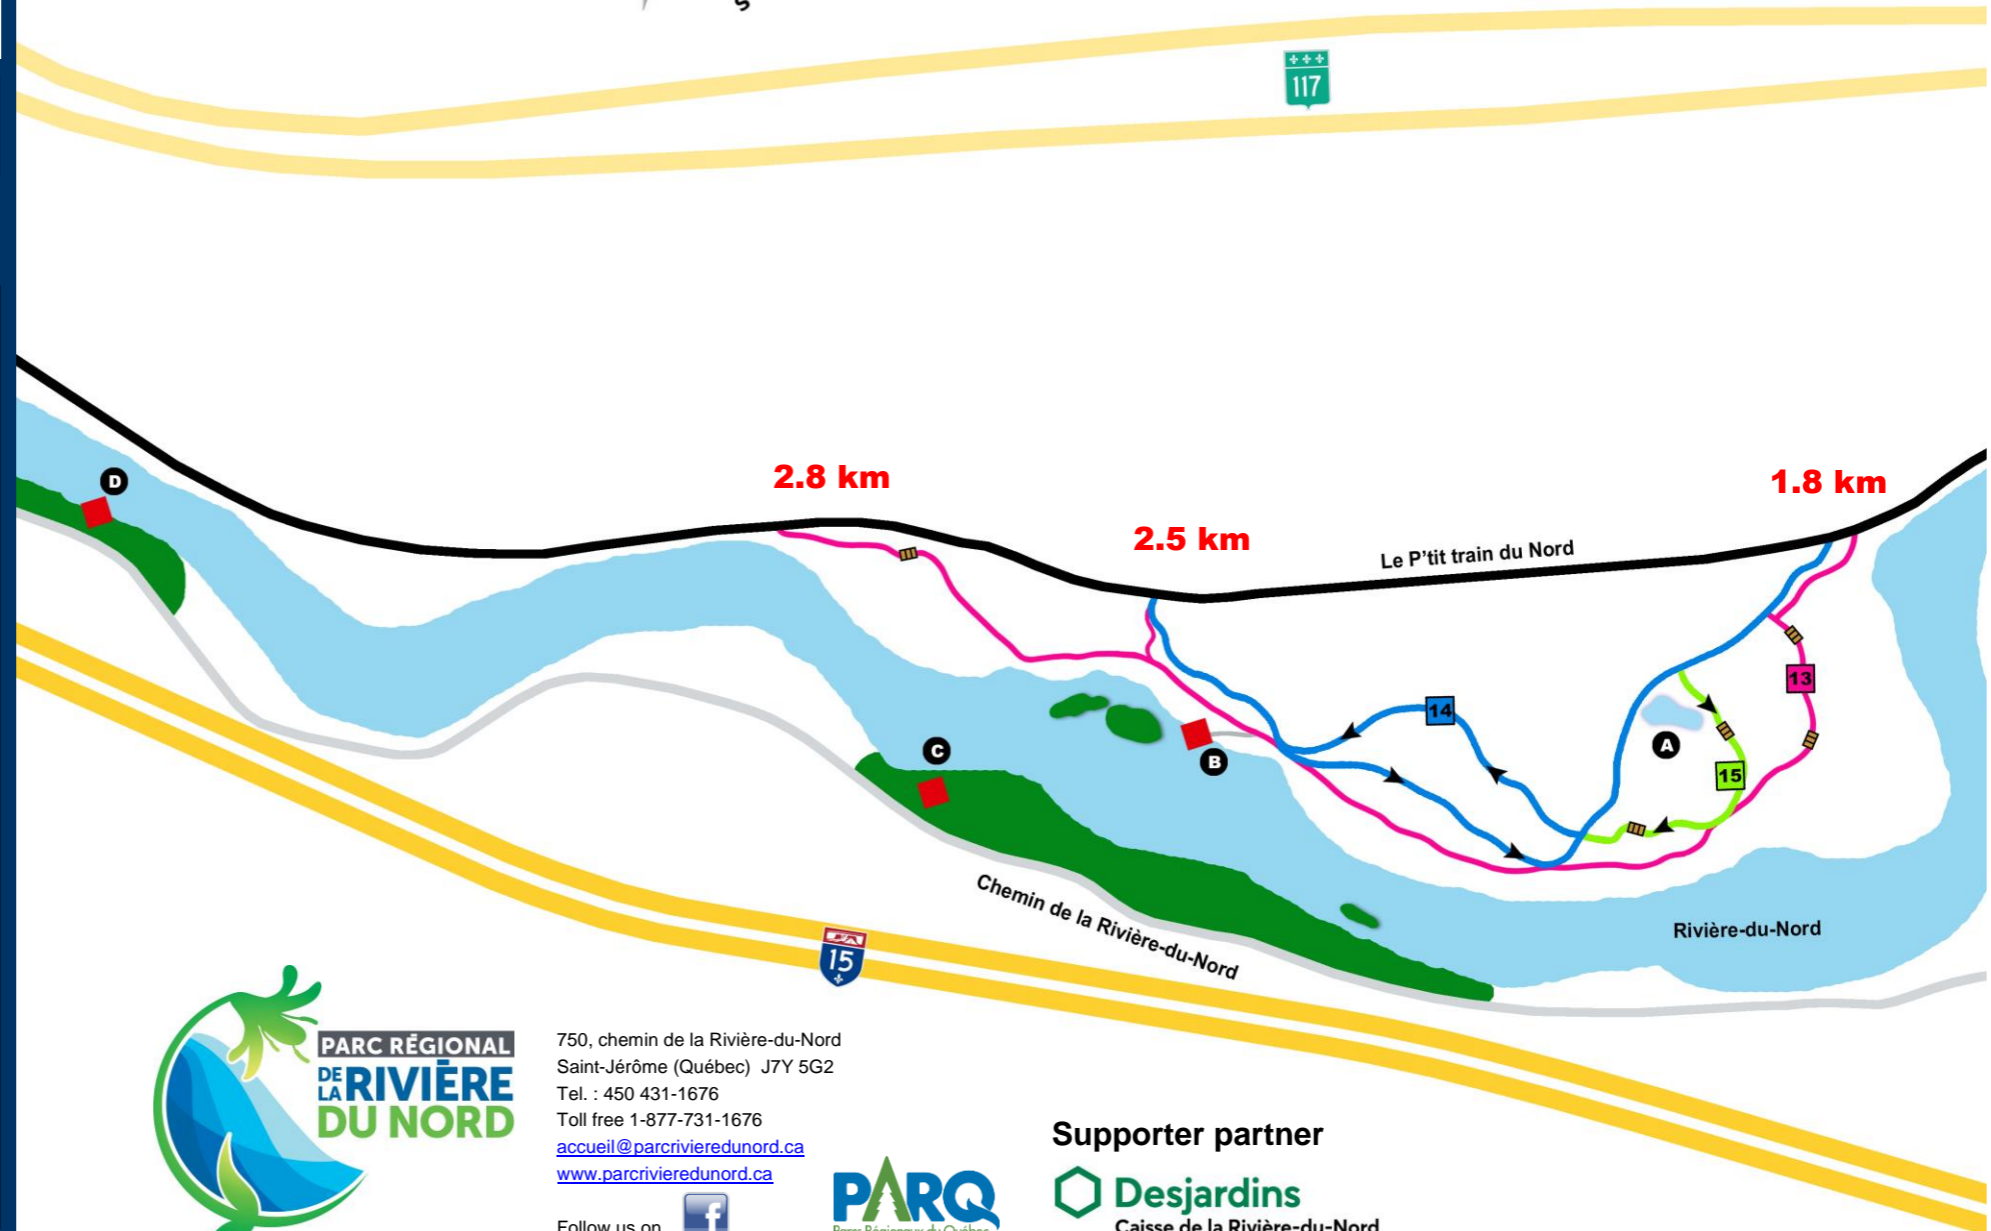 S
117
D
2.8 km
1.8 km
2.5 km
Le P'tit train du Nord
13
14
A
C
B
15
Chemin de la Rivière-du-Nord
Rivière-du-Nord
15
PARC RÉGIONAL
DE LA RIVIÈRE
DU NORD
750, chemin de la Rivière-du-Nord
Saint-Jérôme (Québec) J7Y 5G2
Tel. : 450 431-1676
Toll free 1-877-731-1676
accueil@parcrivieredunord.ca
www.parcrivieredunord.ca
Follow us on
f
PARQ
Parcs Régionaux du Québec
Supporter partner
Desjardins
Caisse de la Rivière-du-Nord